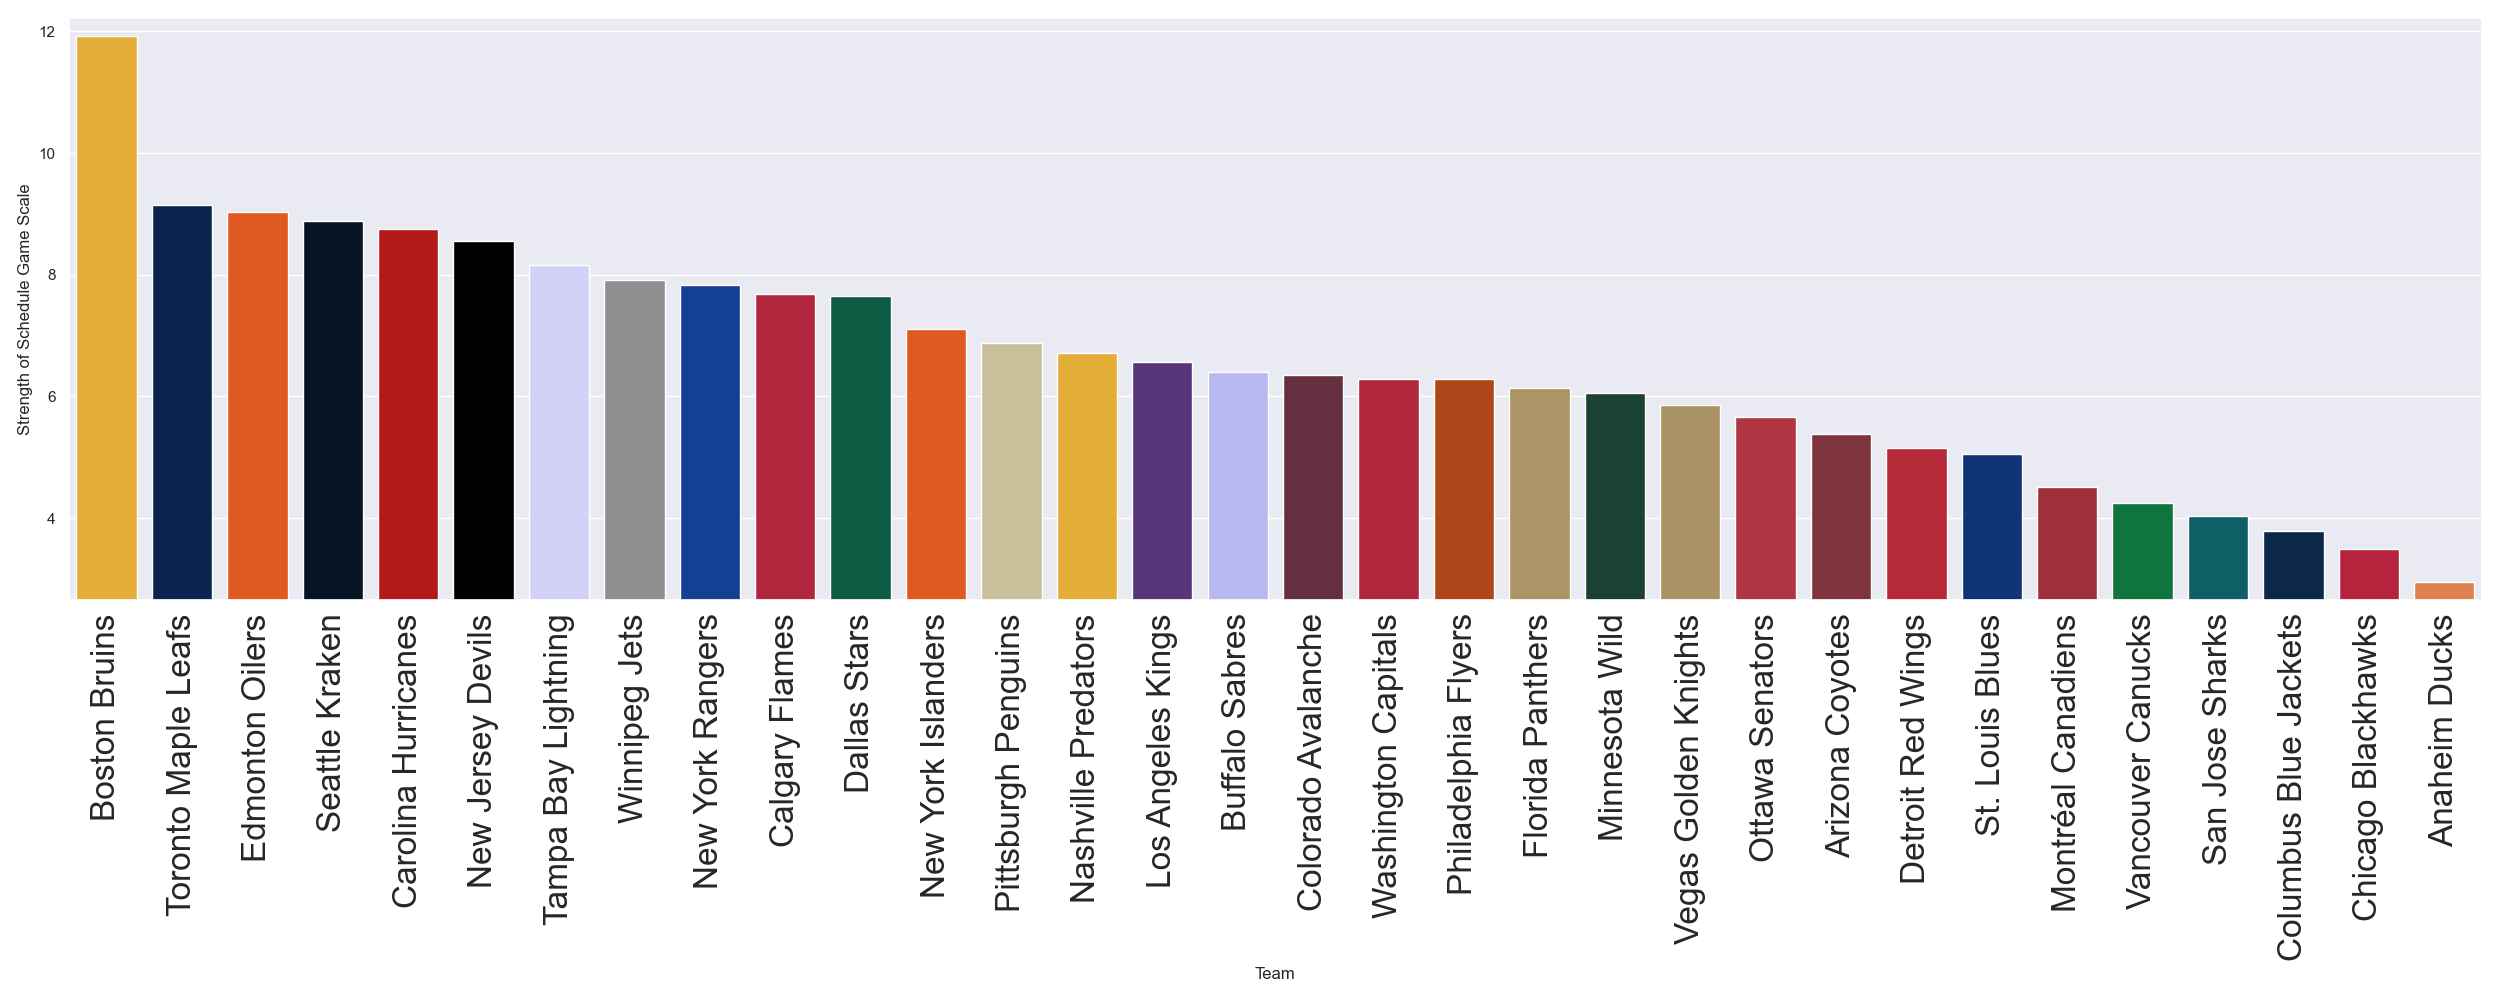 12
10
8
6
4
Strength of Schedule Game Scale
Boston Bruins
Toronto Maple Leafs
Edmonton Oilers
Seattle Kraken
Carolina Hurricanes
New Jersey Devils
Tampa Bay Lightning
Winnipeg Jets
New York Rangers
Calgary Flames
Dallas Stars
New York Islanders
Pittsburgh Penguins
Nashville Predators
Los Angeles Kings
Buffalo Sabres
Colorado Avalanche
Washington Capitals
Philadelphia Flyers
Florida Panthers
Minnesota Wild
Vegas Golden Knights
Ottawa Senators
Arizona Coyotes
Detroit Red Wings
St. Louis Blues
Montréal Canadiens
Vancouver Canucks
San Jose Sharks
Columbus Blue Jackets
Chicago Blackhawks
Anaheim Ducks
Team